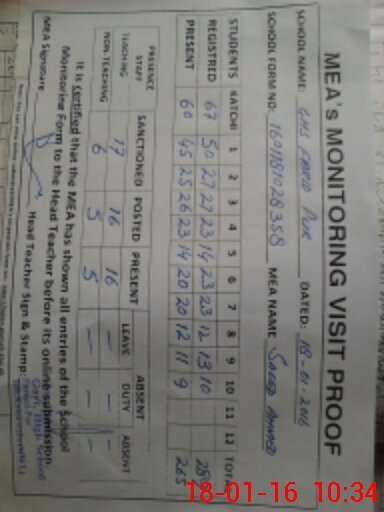 MEA's MONITORING VISIT PROOF
SCHOOL NAME: GHS FARID PUR DATED: 18-01-2016
SCHOOL FORM NO: MEA NAME Saeed Ahmed
STUDENTS KATCHI 1 2 3 4 5 6 7 8 9 10 11 12 TOTAL
REGISTRED 67 50 27 27 23 14 23 23 12 13 10
PRESENT 60 45 25 26 23 14 20 20 12 11 9 265
PRESENCE SANCTIONED POSTED PRESENT ABSENT
STAFF LEAVE DUTY ABSENT
TEACHING 17 16 16 — — —
NON-TEACHING 6 5 5 — — —
It is certified that the MEA has shown all entries of the School
Monitoring Form to the Head Teacher before its online submission.
MEA Signature Head Teacher Sign & Stamp:
Govt. High School
18-01-16 10:34